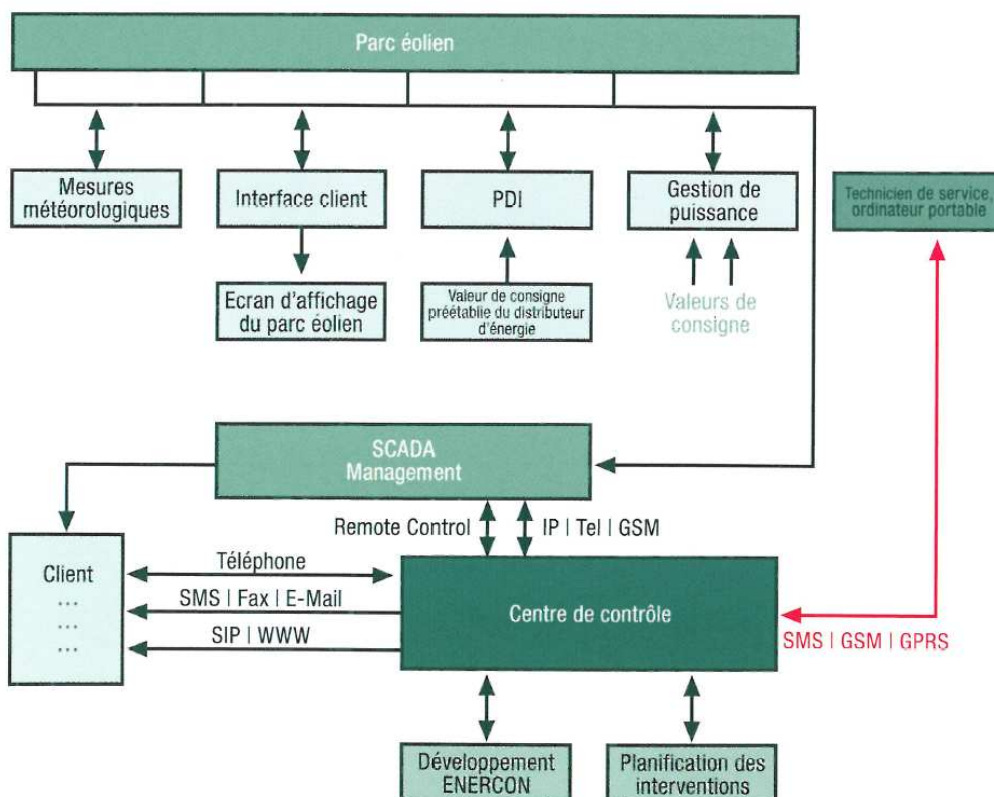 Parc éolien
Mesures
météorologiques
Interface client
PDI
Gestion de
puissance
Technicien de service,
ordinateur portable
Ecran d'affichage
du parc éolien
Valeur de consigne
préétablie du distributeur
d'énergie
Valeurs de
consigne
SCADA
Management
Remote Control
IP | Tel | GSM
Client
...
...
...
Téléphone
SMS | Fax | E-Mail
SIP | WWW
Centre de contrôle
SMS | GSM | GPRS
Développement
ENERCON
Planification des
interventions